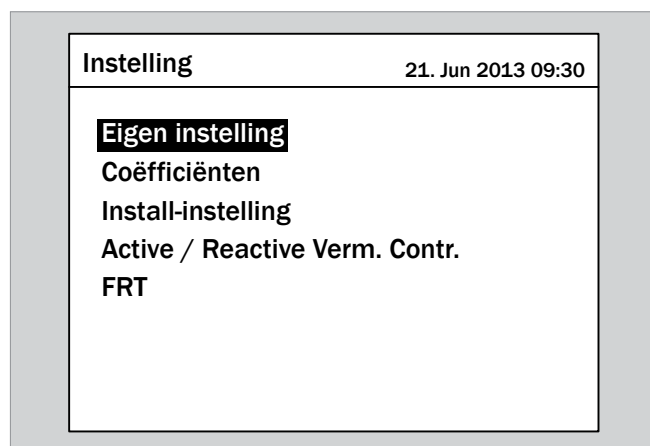 Instelling
21. Jun 2013 09:30
Eigen instelling
Coëfficiënten
Install-instelling
Active / Reactive Verm. Contr.
FRT